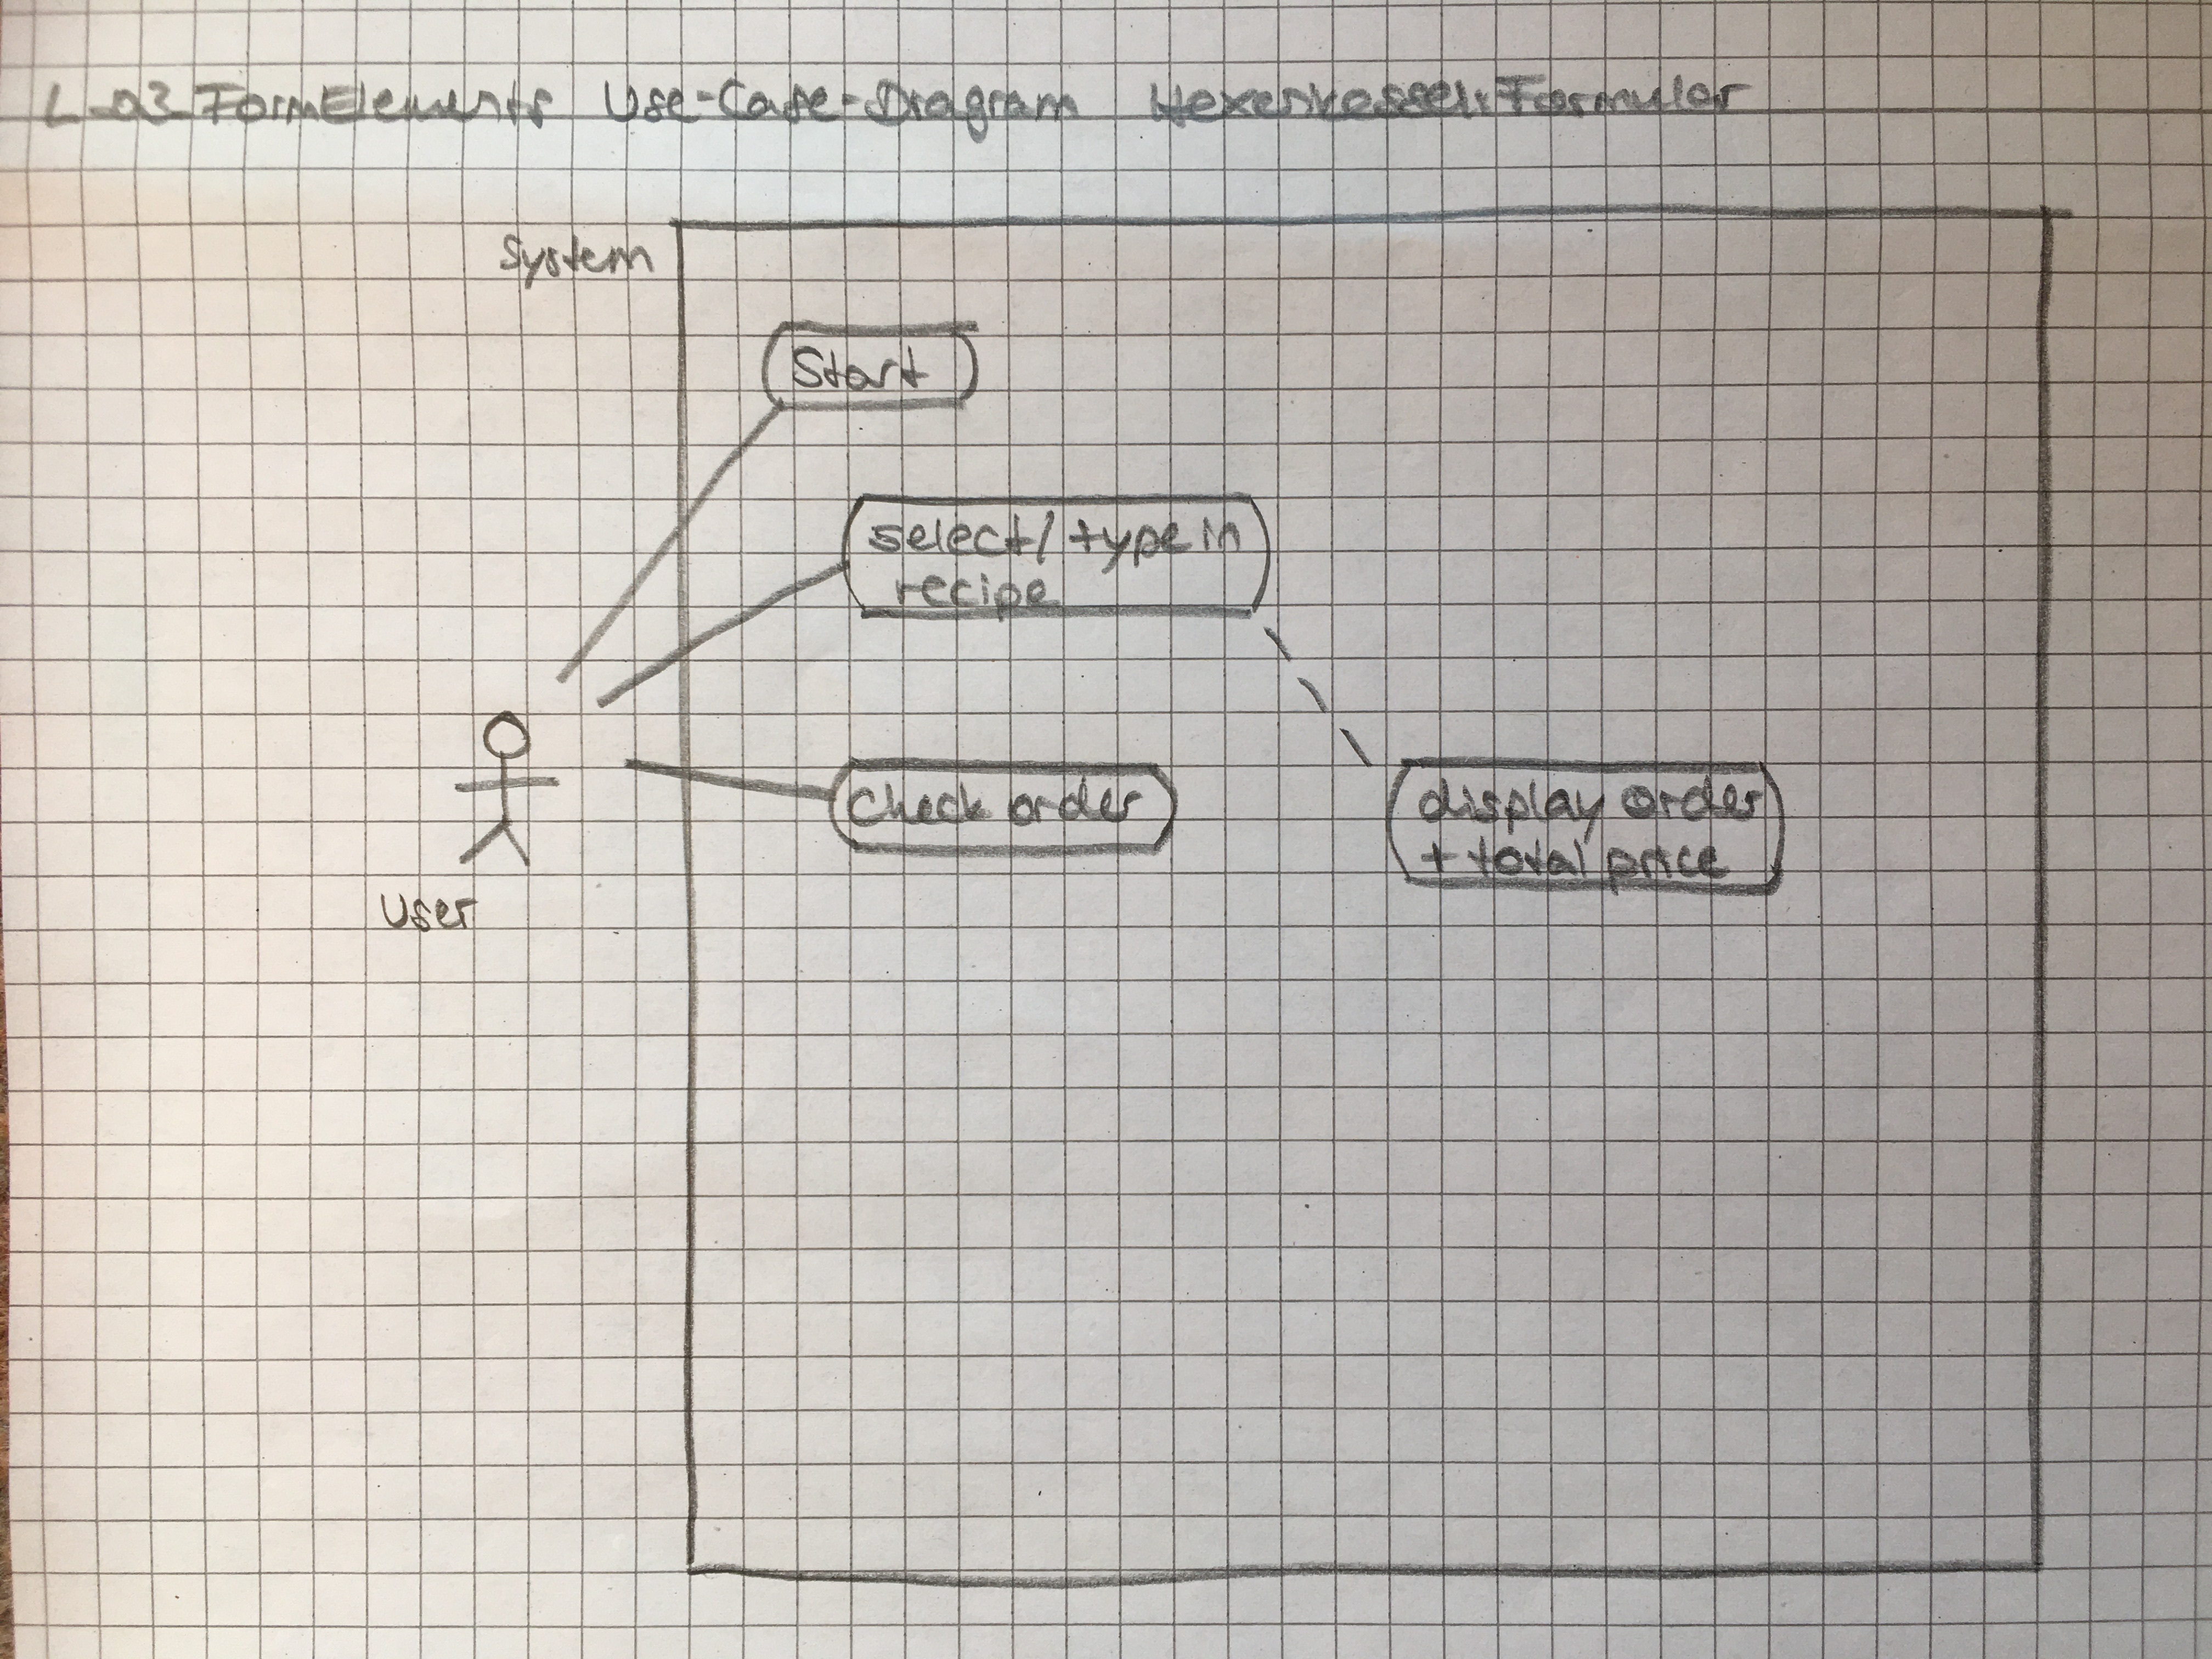 L-02 FormElements Use-Case-Diagram Hexenkessel: Formular
System
Start
select/ type in
recipe
check order
display order
+ total price
User